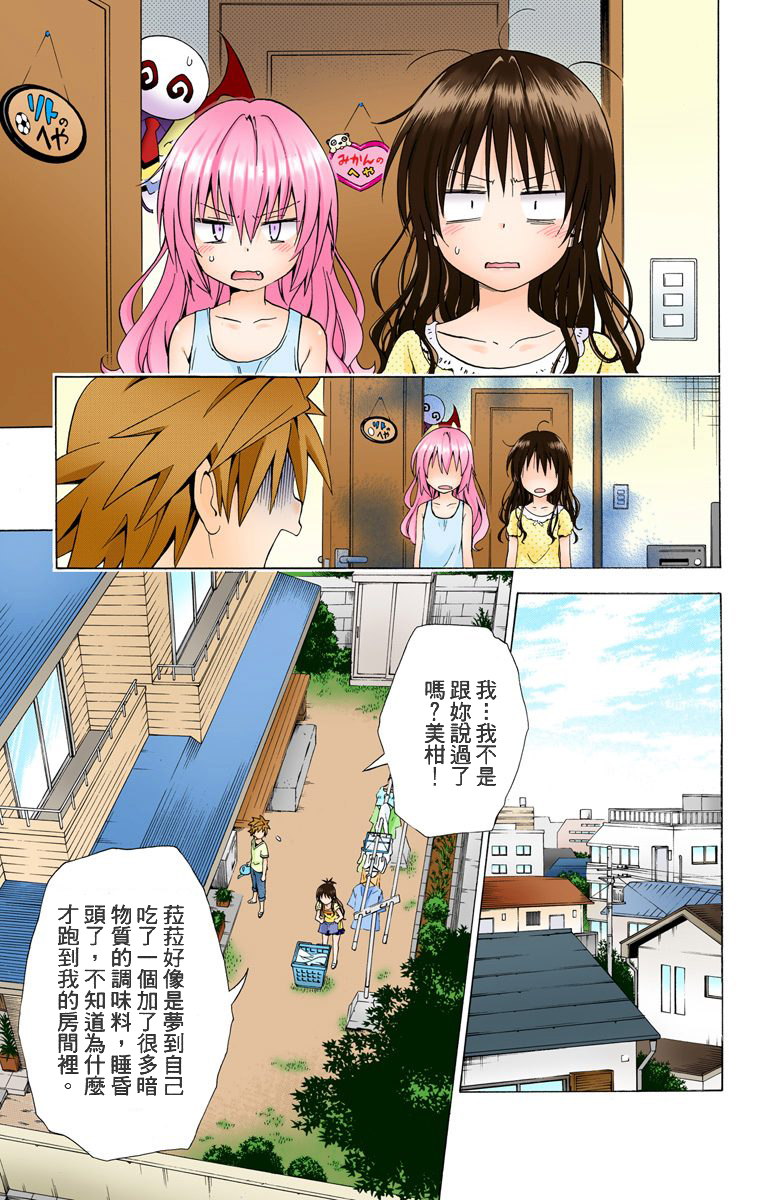 リトの
へや
みかんの
へや
リトの
へや
我…我不是
跟妳說過了
嗎？美柑！
菈菈好像是夢到自己
吃了一個加了很多暗
物質的調味料，睡昏
頭了，不知道為什麼
才跑到我的房間裡。